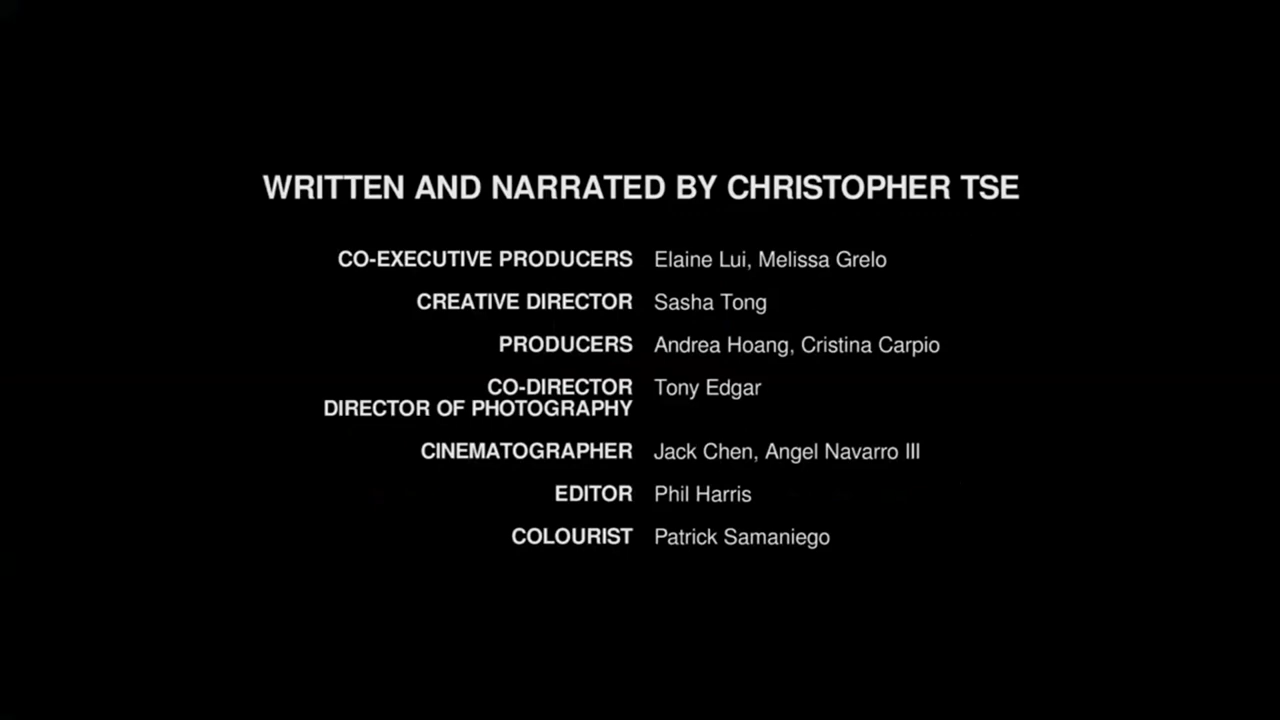 WRITTEN AND NARRATED BY CHRISTOPHER TSE
CO-EXECUTIVE PRODUCERS Elaine Lui, Melissa Grelo
CREATIVE DIRECTOR Sasha Tong
PRODUCERS Andrea Hoang, Cristina Carpio
CO-DIRECTOR Tony Edgar
DIRECTOR OF PHOTOGRAPHY
CINEMATOGRAPHER Jack Chen, Angel Navarro III
EDITOR Phil Harris
COLOURIST Patrick Samaniego